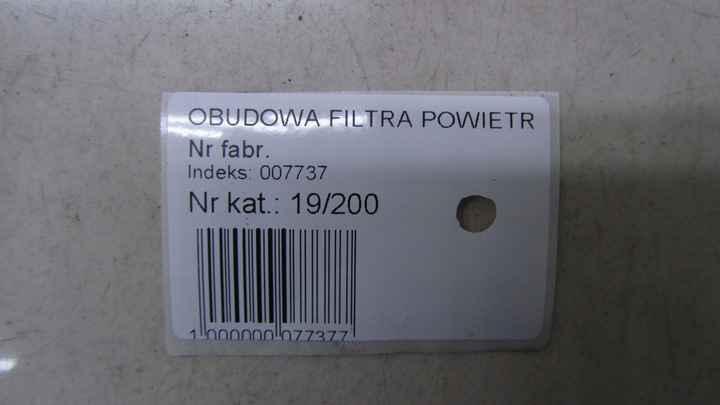 OBUDOWA FILTRA POWIETR
Nr fabr.
Indeks: 007737
Nr kat.: 19/200
1 000000 077377